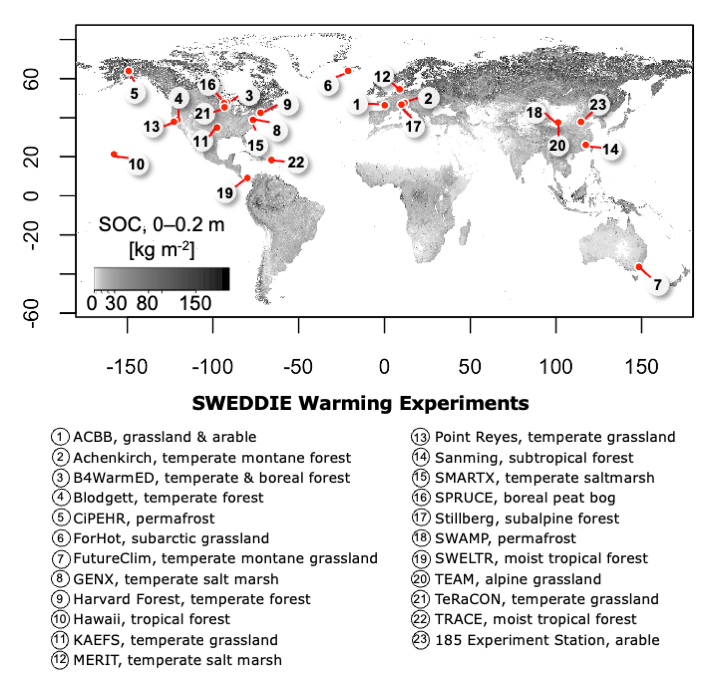 60
20
0
-20
-60
16
4
5
13
21
3
9
8
11
15
10
22
19
6
12
1
2
17
18
23
20
14
7
SOC, 0–0.2 m
[kg m-2]
0 30 80 150
-150 -100 -50 0 50 100 150
SWEDDIE Warming Experiments
1 ACBB, grassland & arable
2 Achenkirch, temperate montane forest
3 B4WarmED, temperate & boreal forest
4 Blodgett, temperate forest
5 CiPEHR, permafrost
6 ForHot, subarctic grassland
7 FutureClim, temperate montane grassland
8 GENX, temperate salt marsh
9 Harvard Forest, temperate forest
10 Hawaii, tropical forest
11 KAEFS, temperate grassland
12 MERIT, temperate salt marsh
13 Point Reyes, temperate grassland
14 Sanming, subtropical forest
15 SMARTX, temperate saltmarsh
16 SPRUCE, boreal peat bog
17 Stillberg, subalpine forest
18 SWAMP, permafrost
19 SWELTR, moist tropical forest
20 TEAM, alpine grassland
21 TeRaCON, temperate grassland
22 TRACE, moist tropical forest
23 185 Experiment Station, arable